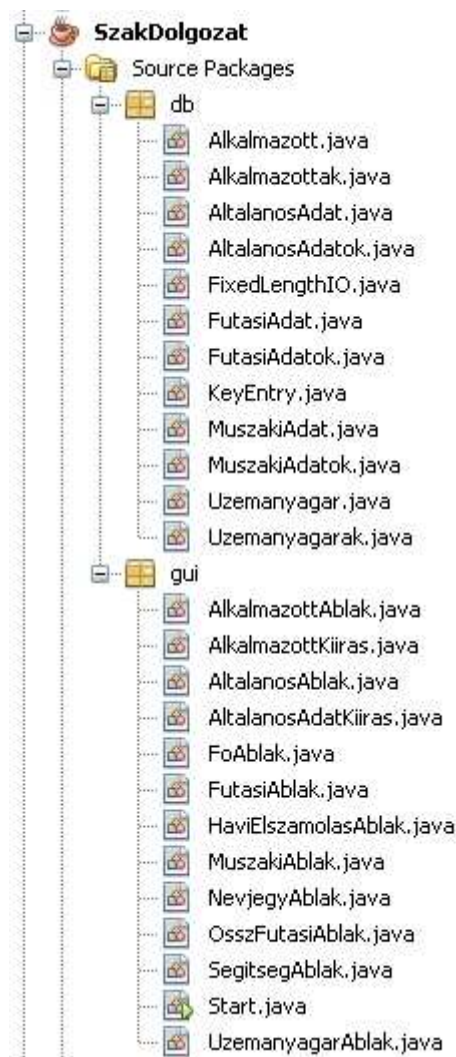 SzakDolgozat
Source Packages
db
Alkalmazott.java
Alkalmazottak.java
AltalanosAdat.java
AltalanosAdatok.java
FixedLengthIO.java
FutasiAdat.java
FutasiAdatok.java
KeyEntry.java
MuszakiAdat.java
MuszakiAdatok.java
Uzemanyagar.java
Uzemanyagarak.java
gui
AlkalmazottAblak.java
AlkalmazottKiiras.java
AltalanosAblak.java
AltalanosAdatKiiras.java
FoAblak.java
FutasiAblak.java
HaviElszamolasAblak.java
MuszakiAblak.java
NevjegyAblak.java
OsszFutasiAblak.java
SegitsegAblak.java
Start.java
UzemanyagarAblak.java